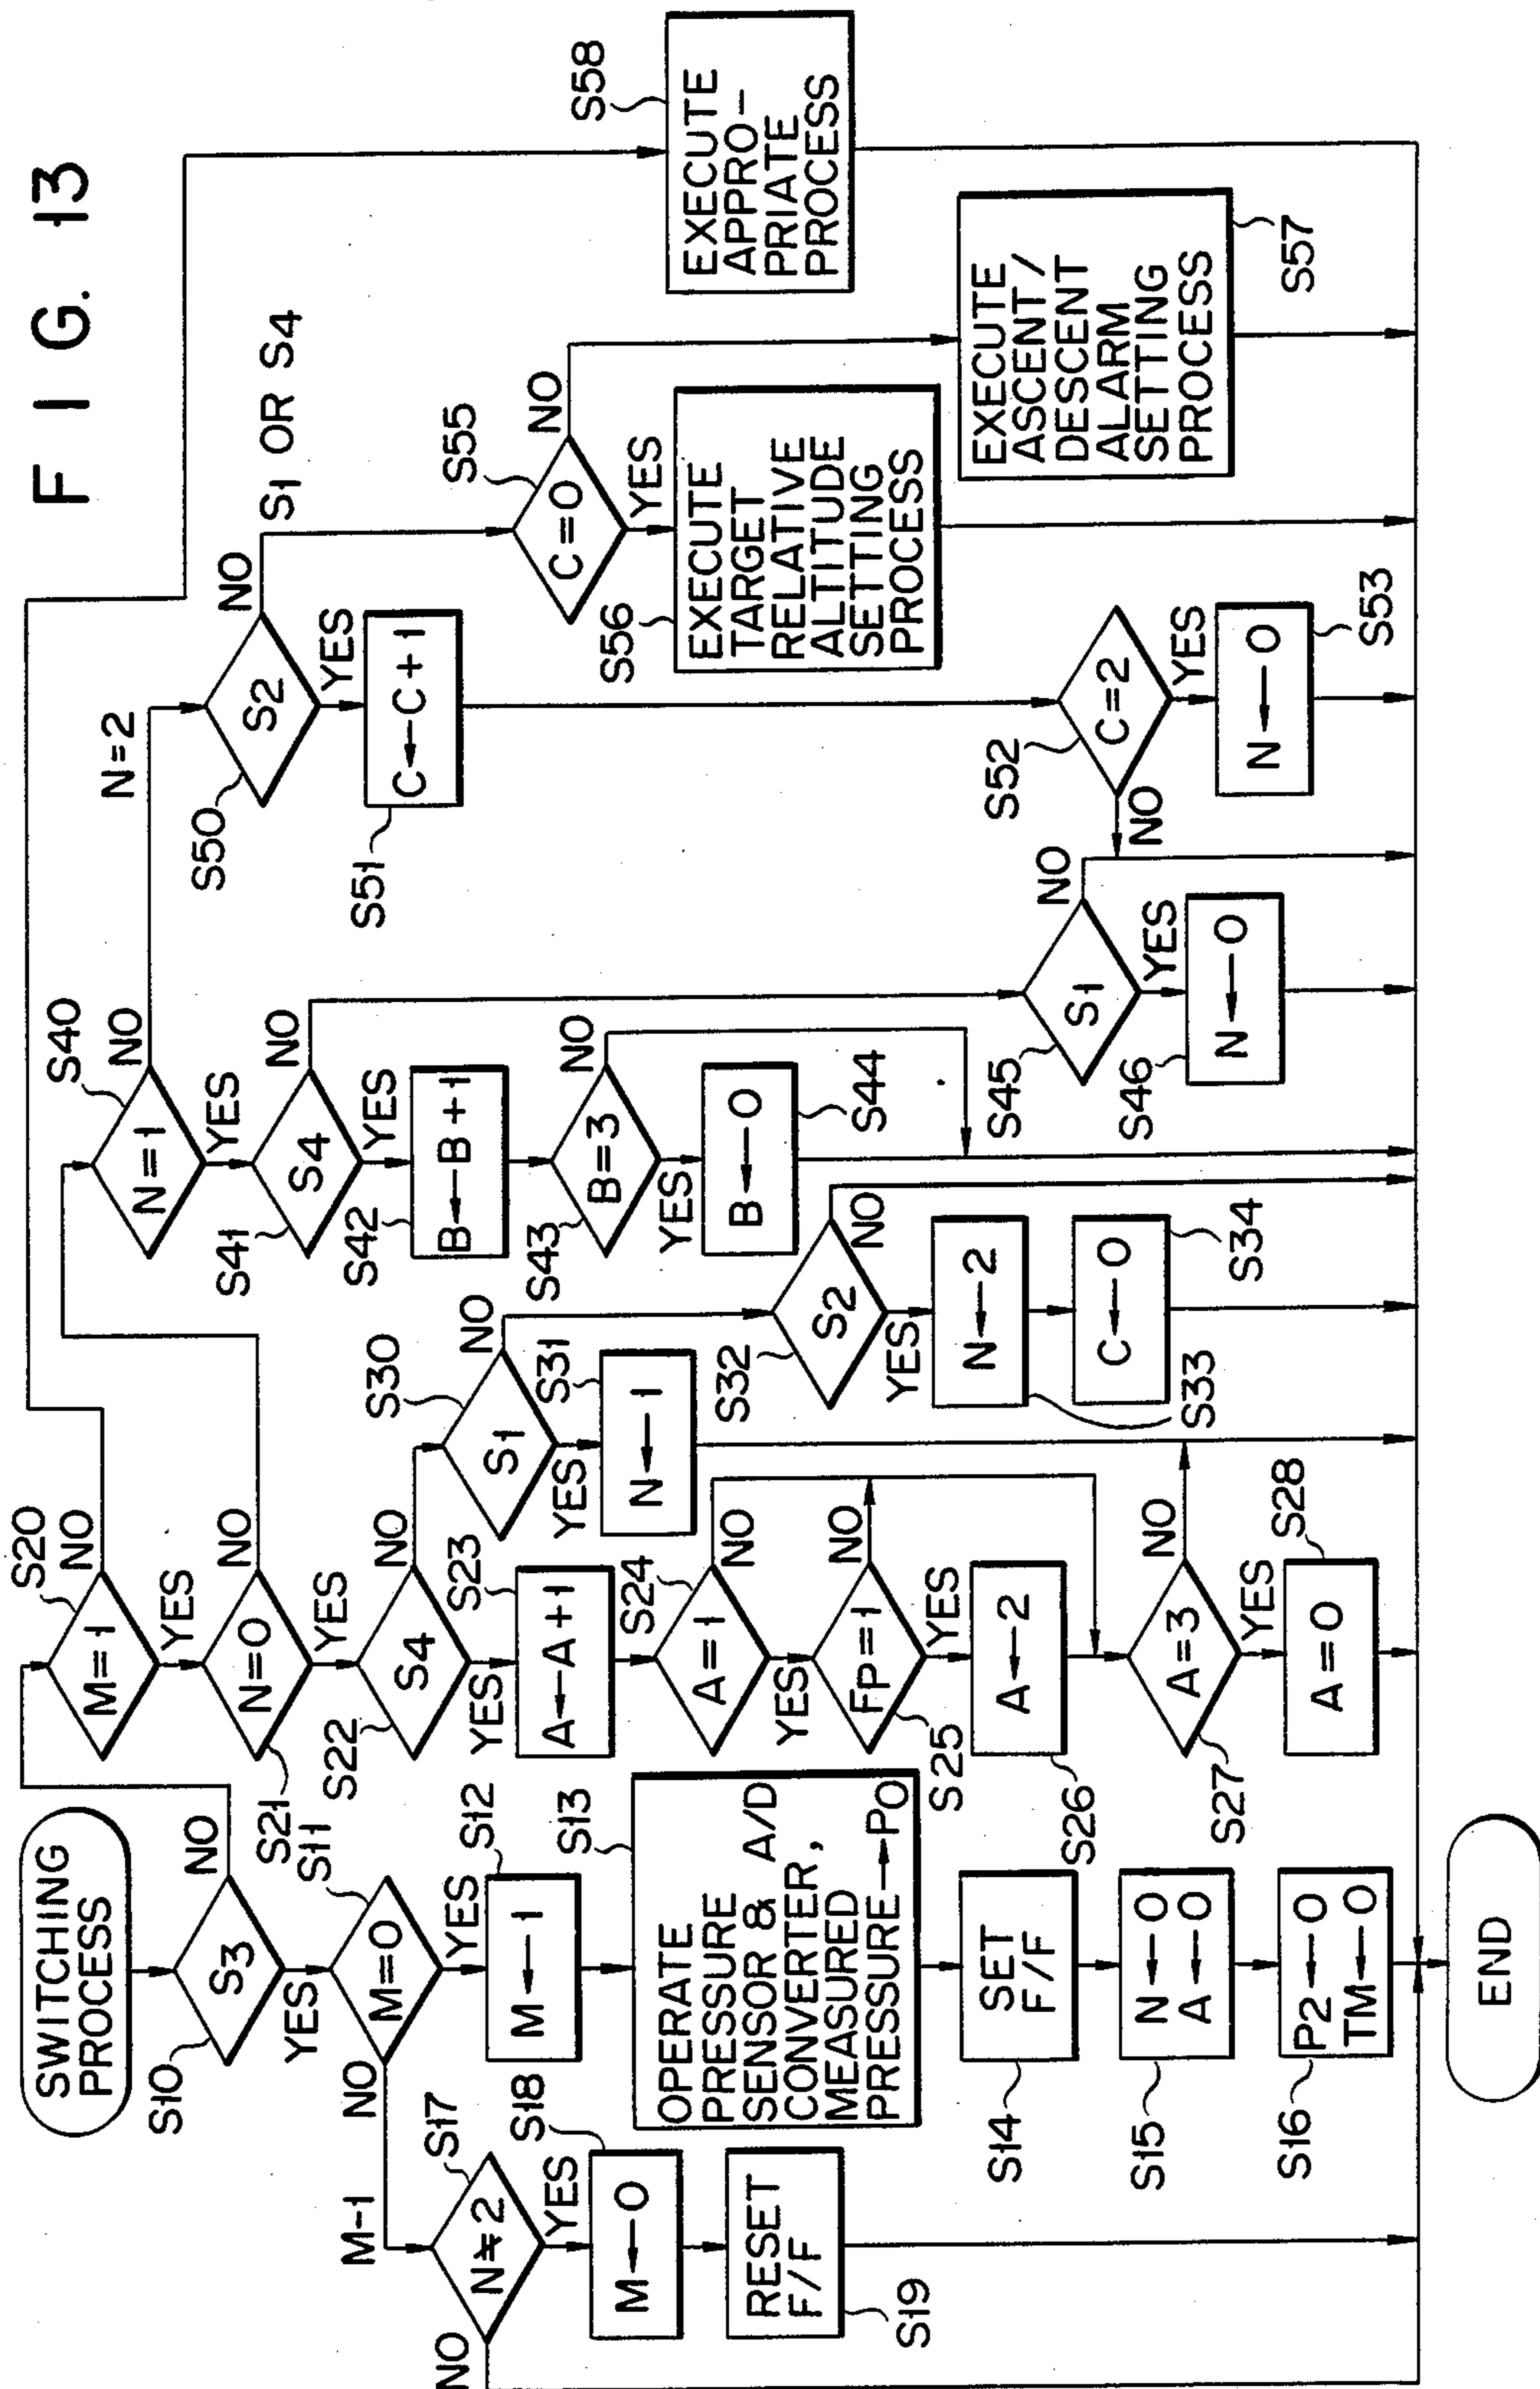 FIG. 13
SWITCHING
PROCESS
S10
S3
NO
YES
S11
M=0
NO
YES
S12
M←1
S13
OPERATE
PRESSURE
SENSOR & A/D
CONVERTER,
MEASURED
PRESSURE→P0
S14
SET
F/F
S15
N←0
A←0
S16
P2←0
TM←0
END
M-1
S17
N≠2
NO
YES
S18
M←0
S19
RESET
F/F
S20
M=1
NO
YES
S21
N=0
NO
YES
S22
S4
NO
YES
S23
A←A+1
S24
A=1
NO
YES
S25
FP=1
NO
YES
S26
A←2
S27
A=3
NO
YES
S28
A=0
S30
S1
NO
YES
S31
N←1
S32
S2
NO
YES
S33
N←2
S34
C←0
S40
N=1
NO
YES
S41
S4
NO
YES
S42
B←B+1
S43
B=3
NO
YES
S44
B←0
S45
S1
NO
YES
S46
N←0
N=2
S50
S2
NO
YES
S51
C←C+1
S52
C=2
NO
YES
S53
N←0
S1 OR S4
S55
C=0
NO
YES
S56
EXECUTE
TARGET
RELATIVE
ALTITUDE
SETTING
PROCESS
S57
EXECUTE
ASCENT/
DESCENT
ALARM
SETTING
PROCESS
S58
EXECUTE
APPRO-
PRIATE
PROCESS